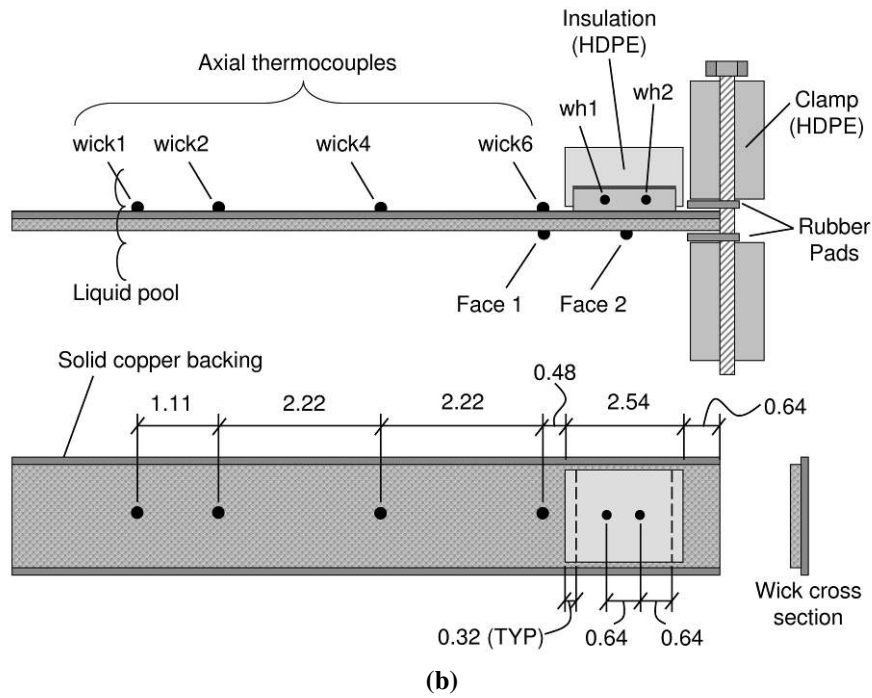 Insulation
(HDPE)
Axial thermocouples
wh1
wh2
Clamp
(HDPE)
wick1
wick2
wick4
wick6
Rubber
Pads
Liquid pool
Face 1
Face 2
Solid copper backing
0.48
1.11
2.22
2.22
2.54
0.64
Wick cross
section
0.32 (TYP)
0.64
0.64
(b)